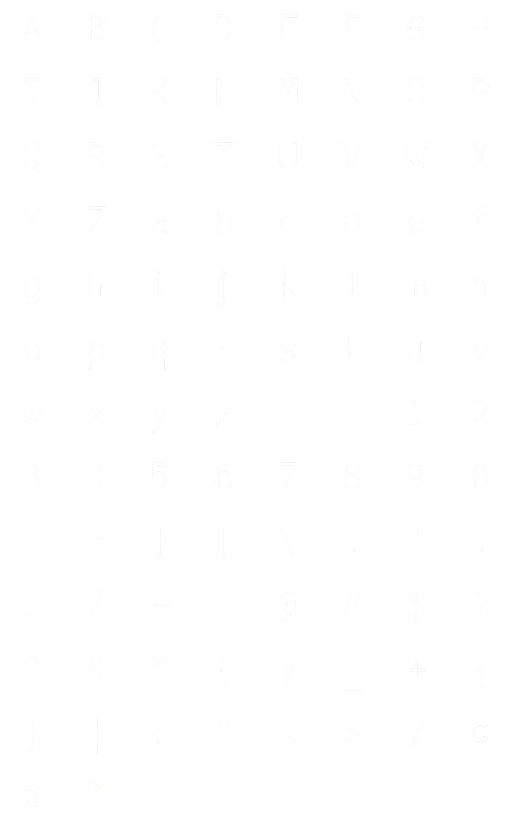 A B C D E F G H
I J K L M N O P
Q R S T U V W X
Y Z a b c d e f
g h i j k l m n
o p q r s t u v
w x y z 1 2
3 4 5 6 7 8 9 0
- ] [ \ ; ' ,
. / ~ ! @ # $ %
^ & * ( ) _ + {
} | : " < > ?